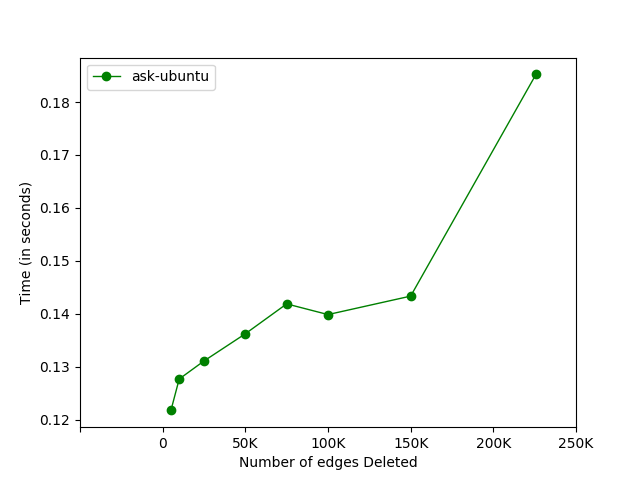 ask-ubuntu
0.18
0.17
0.16
0.15
0.14
0.13
0.12
Time (in seconds)
0 50K 100K 150K 200K 250K
Number of edges Deleted